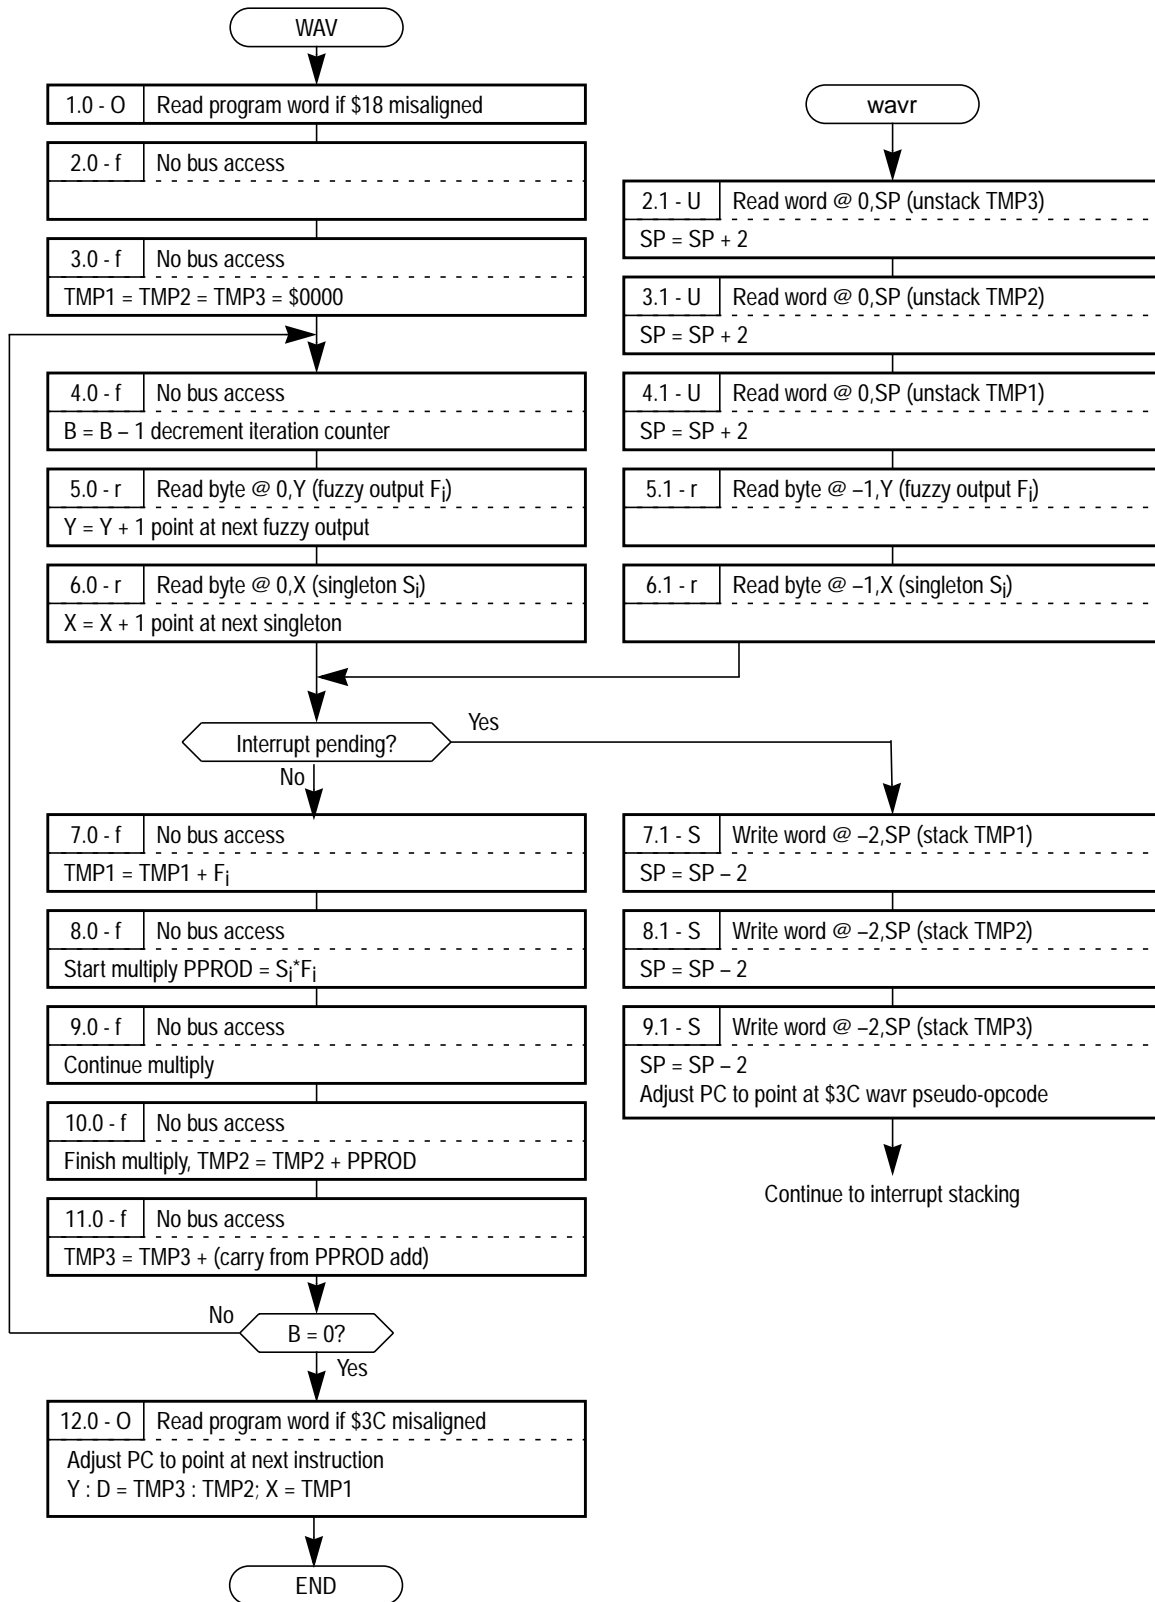 WAV
1.0 - O Read program word if $18 misaligned
2.0 - f No bus access
3.0 - f No bus access
TMP1 = TMP2 = TMP3 = $0000
4.0 - f No bus access
B = B – 1 decrement iteration counter
5.0 - r Read byte @ 0,Y (fuzzy output Fi)
Y = Y + 1 point at next fuzzy output
6.0 - r Read byte @ 0,X (singleton Si)
X = X + 1 point at next singleton
wavr
2.1 - U Read word @ 0,SP (unstack TMP3)
SP = SP + 2
3.1 - U Read word @ 0,SP (unstack TMP2)
SP = SP + 2
4.1 - U Read word @ 0,SP (unstack TMP1)
SP = SP + 2
5.1 - r Read byte @ –1,Y (fuzzy output Fi)
6.1 - r Read byte @ –1,X (singleton Si)
Interrupt pending?
Yes
No
7.0 - f No bus access
TMP1 = TMP1 + Fi
8.0 - f No bus access
Start multiply PPROD = Si*Fi
9.0 - f No bus access
Continue multiply
10.0 - f No bus access
Finish multiply, TMP2 = TMP2 + PPROD
11.0 - f No bus access
TMP3 = TMP3 + (carry from PPROD add)
No
B = 0?
Yes
12.0 - O Read program word if $3C misaligned
Adjust PC to point at next instruction
Y : D = TMP3 : TMP2; X = TMP1
END
7.1 - S Write word @ –2,SP (stack TMP1)
SP = SP – 2
8.1 - S Write word @ –2,SP (stack TMP2)
SP = SP – 2
9.1 - S Write word @ –2,SP (stack TMP3)
SP = SP – 2
Adjust PC to point at $3C wavr pseudo-opcode
Continue to interrupt stacking